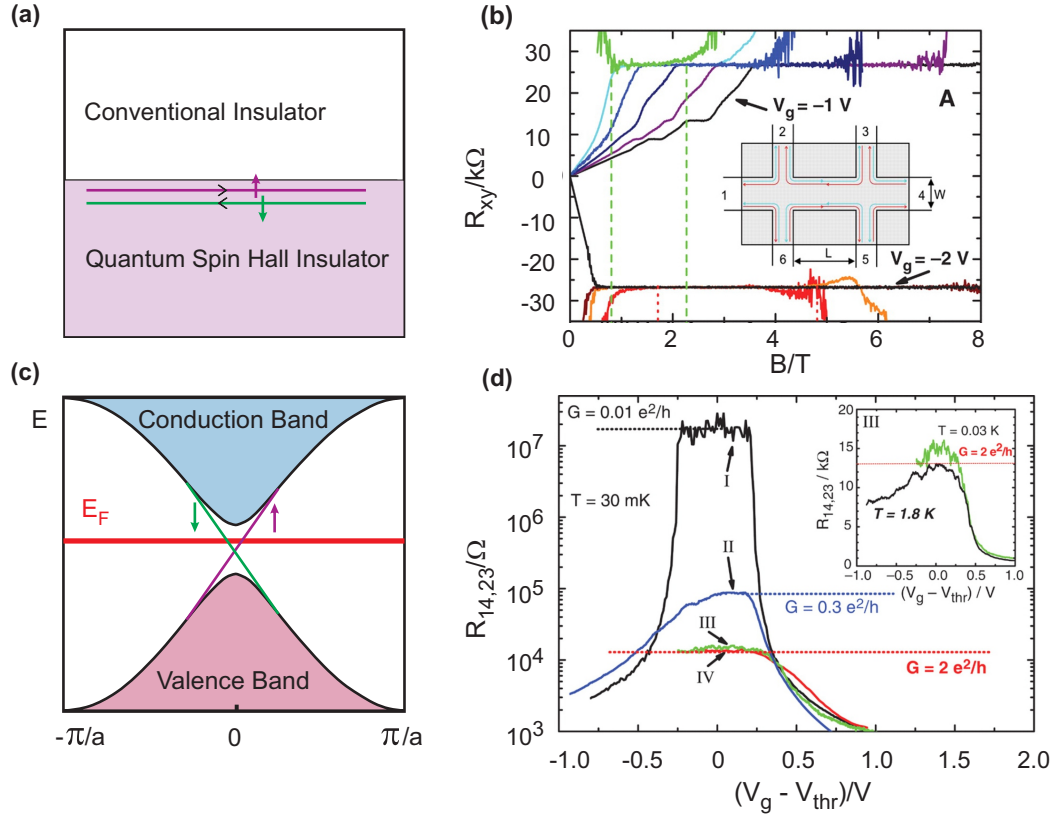 (a)
Conventional Insulator
Quantum Spin Hall Insulator
(b)
R_xy/kΩ
30
20
10
0
-10
-20
-30
A
V_g = −1 V
1
2
3
4
5
6
W
L
V_g = −2 V
0
2
4
6
8
B/T
(c)
E
Conduction Band
E_F
Valence Band
-π/a
0
π/a
(d)
R_14,23/Ω
10^7
10^6
10^5
10^4
10^3
G = 0.01 e²/h
T = 30 mK
I
II
G = 0.3 e²/h
III
IV
G = 2 e²/h
-1.0
-0.5
0.0
0.5
1.0
1.5
2.0
(V_g - V_thr)/V
III
R_14,23 / kΩ
20
15
10
5
0
T = 0.03 K
G = 2 e²/h
T = 1.8 K
-1.0
-0.5
0.0
0.5
1.0
(V_g – V_thr) / V